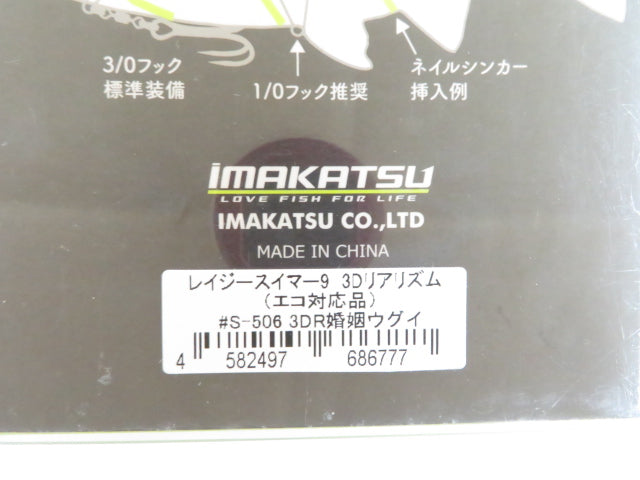 3/0フック
標準装備
1/0フック推奨
ネイルシンカー
挿入例
IMAKATSU
LOVE FISH FOR LIFE
IMAKATSU CO.,LTD
MADE IN CHINA
レイジースイマー9 3Dリアリズム
(エコ対応品)
#S-506 3DR婚姻ウグイ
4 582497 686777